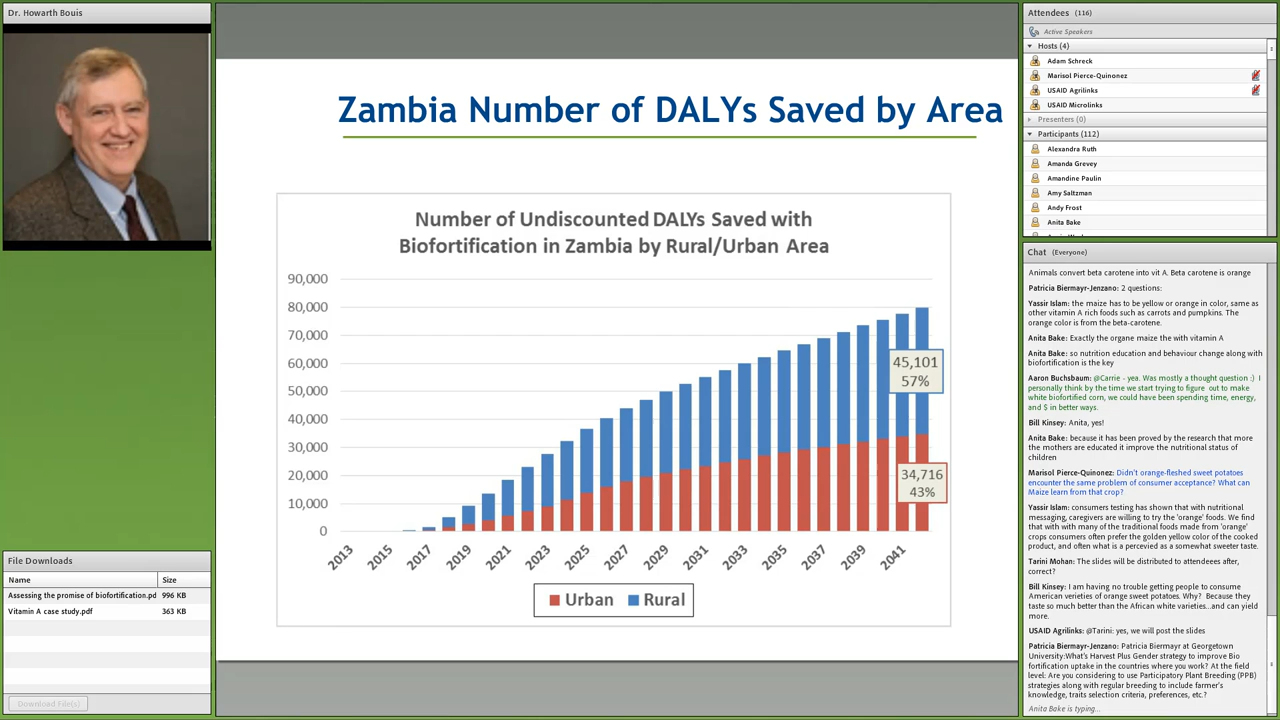 Dr. Howarth Bouis
Zambia Number of DALYs Saved by Area
Number of Undiscounted DALYs Saved with
Biofortification in Zambia by Rural/Urban Area
90,000
80,000
70,000
60,000
50,000
40,000
30,000
20,000
10,000
0
45,101
57%
34,716
43%
2013
2015
2017
2019
2021
2023
2025
2027
2029
2031
2033
2035
2037
2039
2041
Urban
Rural
File Downloads
Name Size
Assessing the promise of biofortification.pd 996 KB
Vitamin A case study.pdf 363 KB
Download File(s)
Attendees (116)
Active Speakers
Hosts (4)
Adam Schreck
Marisol Pierce-Quinonez
USAID Agrilinks
USAID Microlinks
Presenters (0)
Participants (112)
Alexandra Ruth
Amanda Grevey
Amandine Paulin
Amy Saltzman
Andy Frost
Anita Bake
Chat (Everyone)
Animals convert beta carotene into vit A. Beta carotene is orange
Patricia Biermayr-Jenzano: 2 questions:
Yassir Islam: the maize has to be yellow or orange in color, same as
other vitamin A rich foods such as carrots and pumpkins. The
orange color is from the beta-carotene.
Anita Bake: Exactly the organe maize the with vitamin A
Anita Bake: so nutrition education and behaviour change along with
biofortification is the key
Aaron Buchsbaum: @Carrie - yea. Was mostly a thought question :) I
personally think by the time we start trying to figure out to make
white biofortified corn, we could have been spending time, energy,
and $ in better ways.
Bill Kinsey: Anita, yes!
Anita Bake: because it has been proved by the research that more
the mothers are educated it improve the nutritional status of
children
Marisol Pierce-Quinonez: Didn't orange-fleshed sweet potatoes
encounter the same problem of consumer acceptance? What can
Maize learn from that crop?
Yassir Islam: consumers testing has shown that with nutritional
messaging, caregivers are willing to try the 'orange' foods. We find
that with with many of the traditional foods made from 'orange'
crops consumers often prefer the golden yellow color of the cooked
product, and often what is a percevied as a somewhat sweeter taste.
Tarini Mohan: The slides will be distributed to attendeees after,
correct?
Bill Kinsey: I am having no trouble getting people to consume
American verieties of orange sweet potatoes. Why? Because they
taste so much better than the African white varieties...and can yield
more.
USAID Agrilinks: @Tarini: yes, we will post the slides
Patricia Biermayr-Jenzano: Patricia Biermayr at Georgetown
University:What's Harvest Plus Gender strategy to improve Bio
fortification uptake in the countries where you work? At the field
level: Are you considering to use Participatory Plant Breeding (PPB)
strategies along with regular breeding to include farmer's
knowledge, traits selection criteria, preferences, etc.?
Anita Bake is typing...